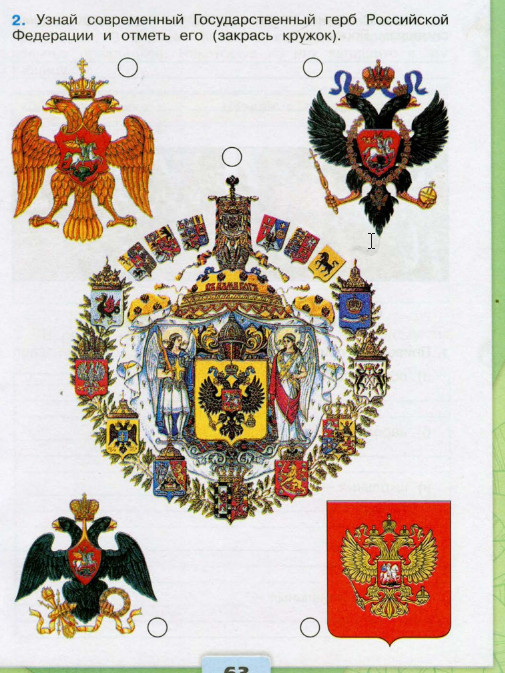 2. Узнай современный Государственный герб Российской
Федерации и отметь его (закрась кружок).
63